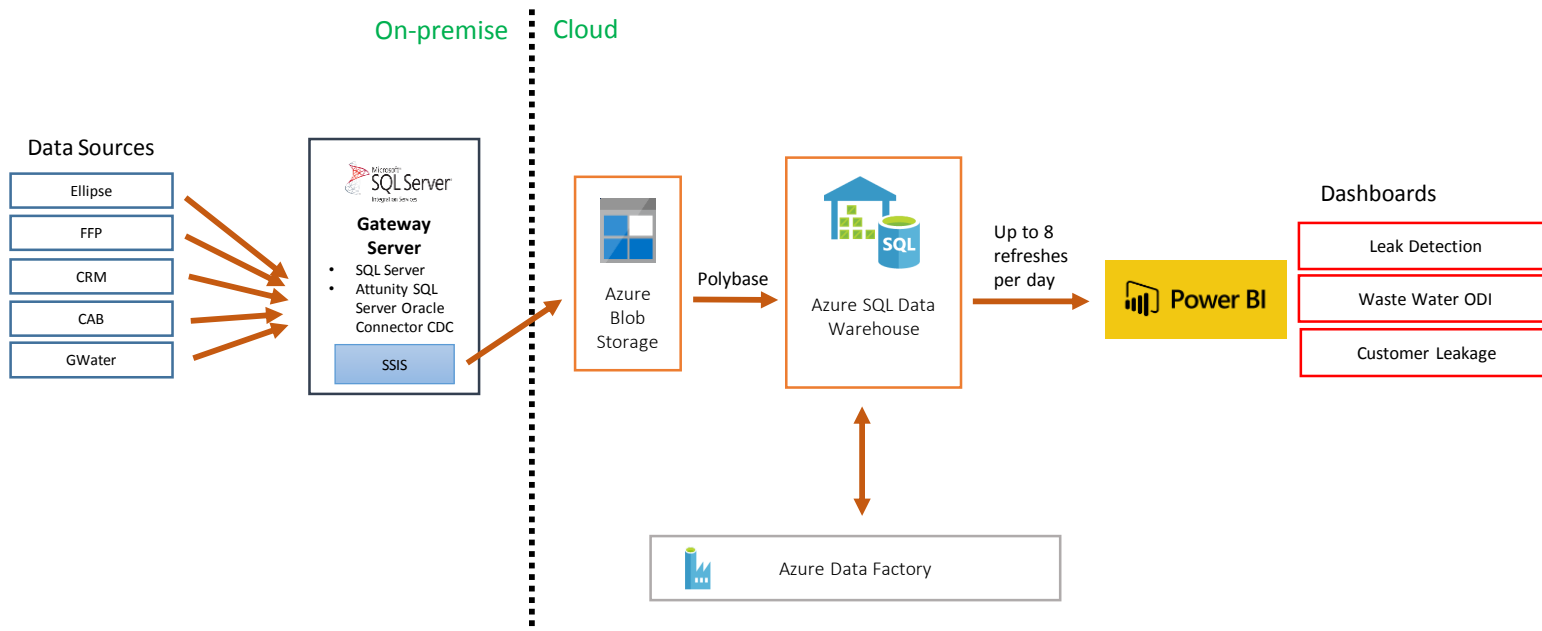 On-premise
Cloud
Data Sources
Ellipse
FFP
CRM
CAB
GWater
Microsoft
SQL Server
Integration Services
Gateway
Server
• SQL Server
• Attunity SQL
Server Oracle
Connector CDC
SSIS
Azure
Blob
Storage
Polybase
SQL
Azure SQL Data
Warehouse
Up to 8
refreshes
per day
Power BI
Dashboards
Leak Detection
Waste Water ODI
Customer Leakage
Azure Data Factory